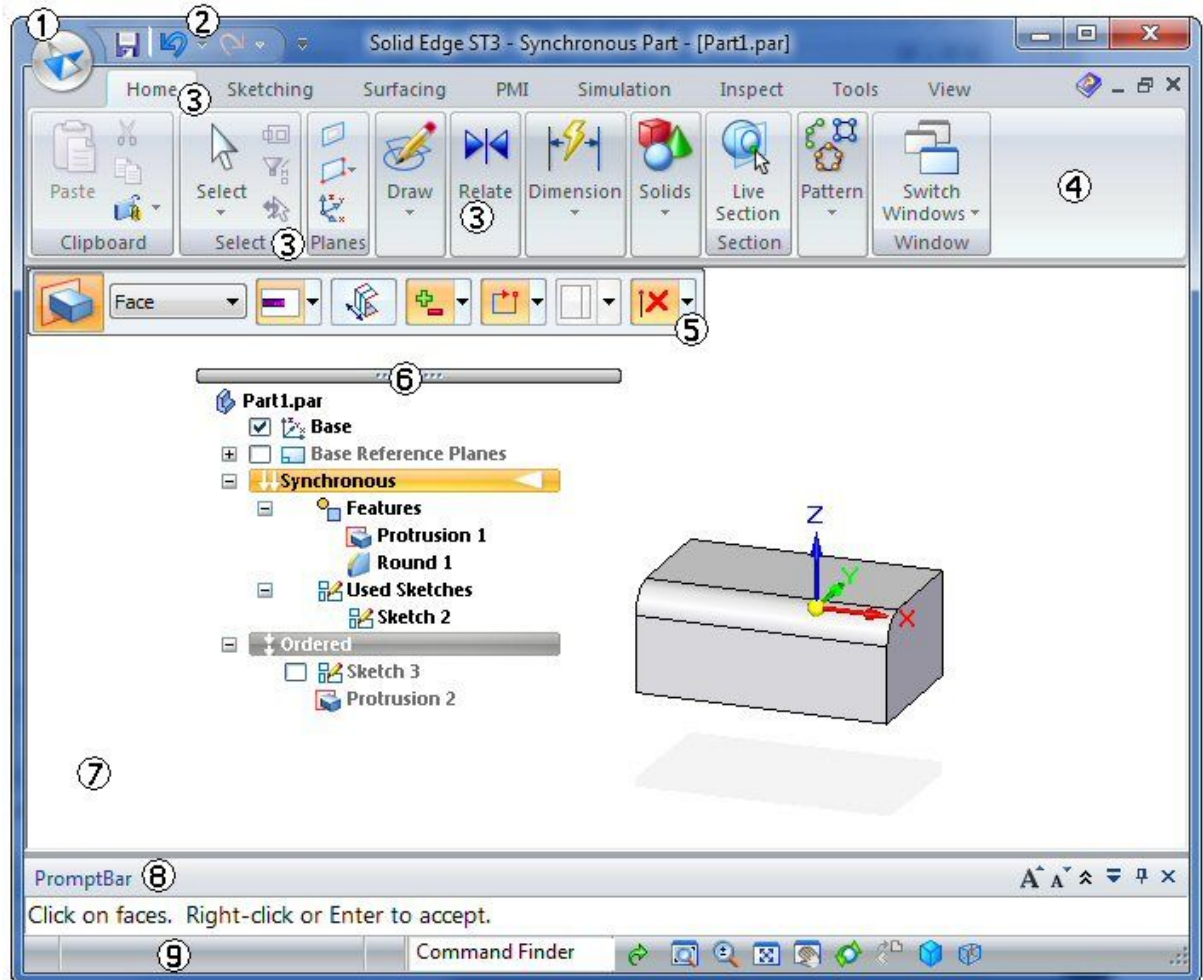 ① ②
Solid Edge ST3 - Synchronous Part - [Part1.par]
Home ③ Sketching Surfacing PMI Simulation Inspect Tools View
Paste Select Draw Relate Dimension Solids Live Section Pattern Switch Windows ④
③
Clipboard Select ③ Planes Section Window
Face ⑤
⑥
Part1.par
Base
Base Reference Planes
Synchronous
Features
Protrusion 1
Round 1
Used Sketches
Sketch 2
Ordered
Sketch 3
Protrusion 2
Z
Y
X
⑦
PromptBar ⑧ A A
Click on faces. Right-click or Enter to accept.
⑨ Command Finder